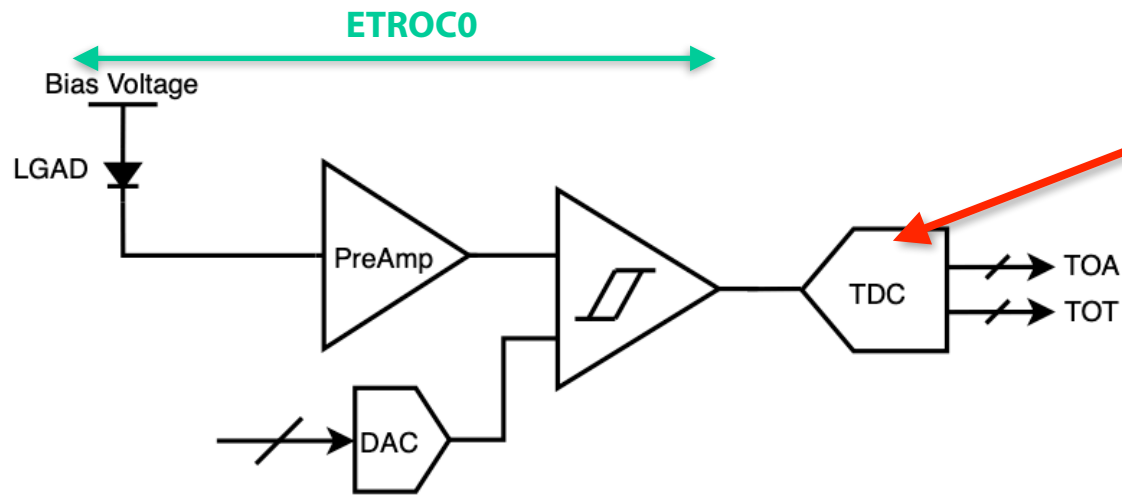 ETROC0
Bias Voltage
LGAD
PreAmp
TDC
TOA
TOT
DAC